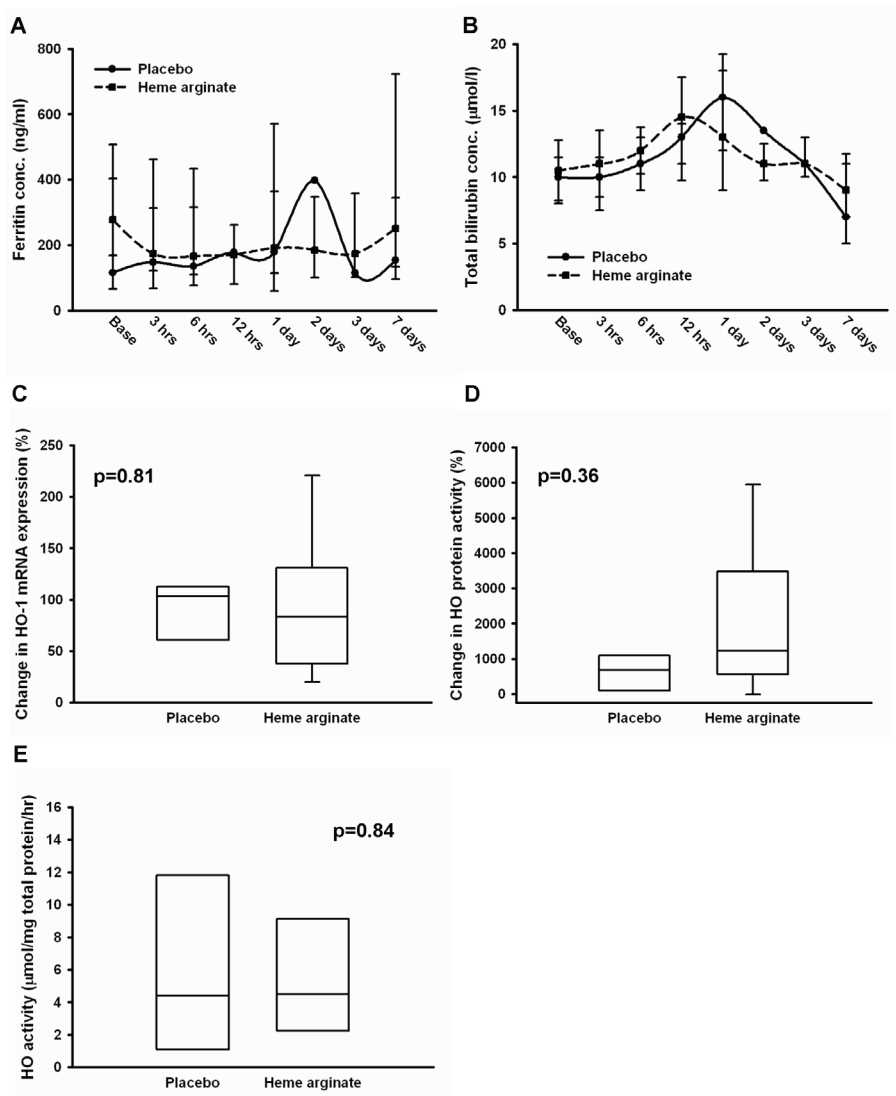 A
Ferritin conc. (ng/ml)
800
600
400
200
0
Placebo
Heme arginate
Base
3 hrs
6 hrs
12 hrs
1 day
2 days
3 days
7 days
B
Total bilirubin conc. (μmol/l)
20
15
10
5
0
Placebo
Heme arginate
Base
3 hrs
6 hrs
12 hrs
1 day
2 days
3 days
7 days
C
Change in HO-1 mRNA expression (%)
250
200
150
100
50
0
p=0.81
Placebo
Heme arginate
D
Change in HO protein activity (%)
7000
6000
5000
4000
3000
2000
1000
0
p=0.36
Placebo
Heme arginate
E
HO activity (μmol/mg total protein/hr)
16
14
12
10
8
6
4
2
0
p=0.84
Placebo
Heme arginate